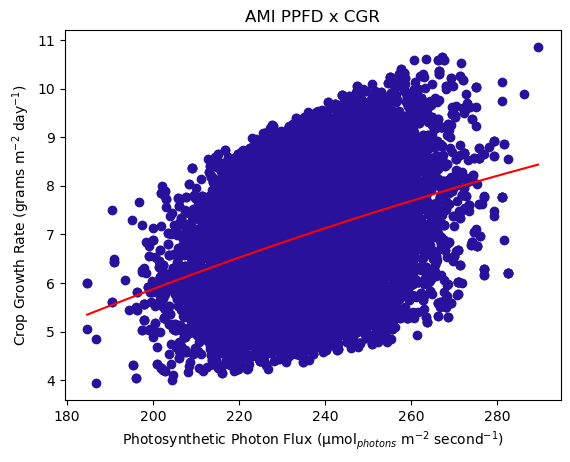 AMI PPFD x CGR
11
10
9
8
7
6
5
4
Crop Growth Rate (grams m⁻² day⁻¹)
180 200 220 240 260 280
Photosynthetic Photon Flux (μmol_photons m⁻² second⁻¹)